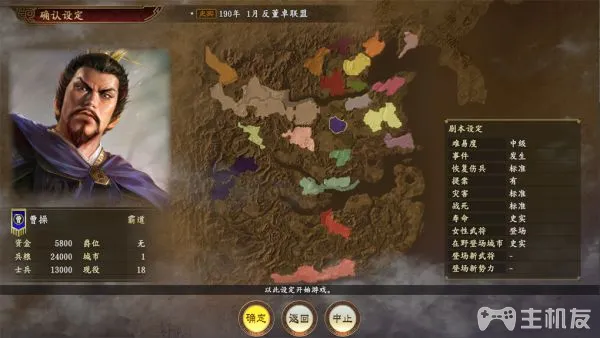 确认设定
史实 190年 1月 反董卓联盟
曹操 霸道
资金 5800 爵位 无
兵粮 24000 城市 1
士兵 13000 现役 18
剧本设定
难易度 中级
事件 发生
恢复伤兵 标准
提案 有
灾害 标准
战死 标准
寿命 史实
女性武将 登场
在野登场城市 史实
登场新武将 -
登场新势力 -
以此设定开始游戏。
确定 返回 中止
主机友